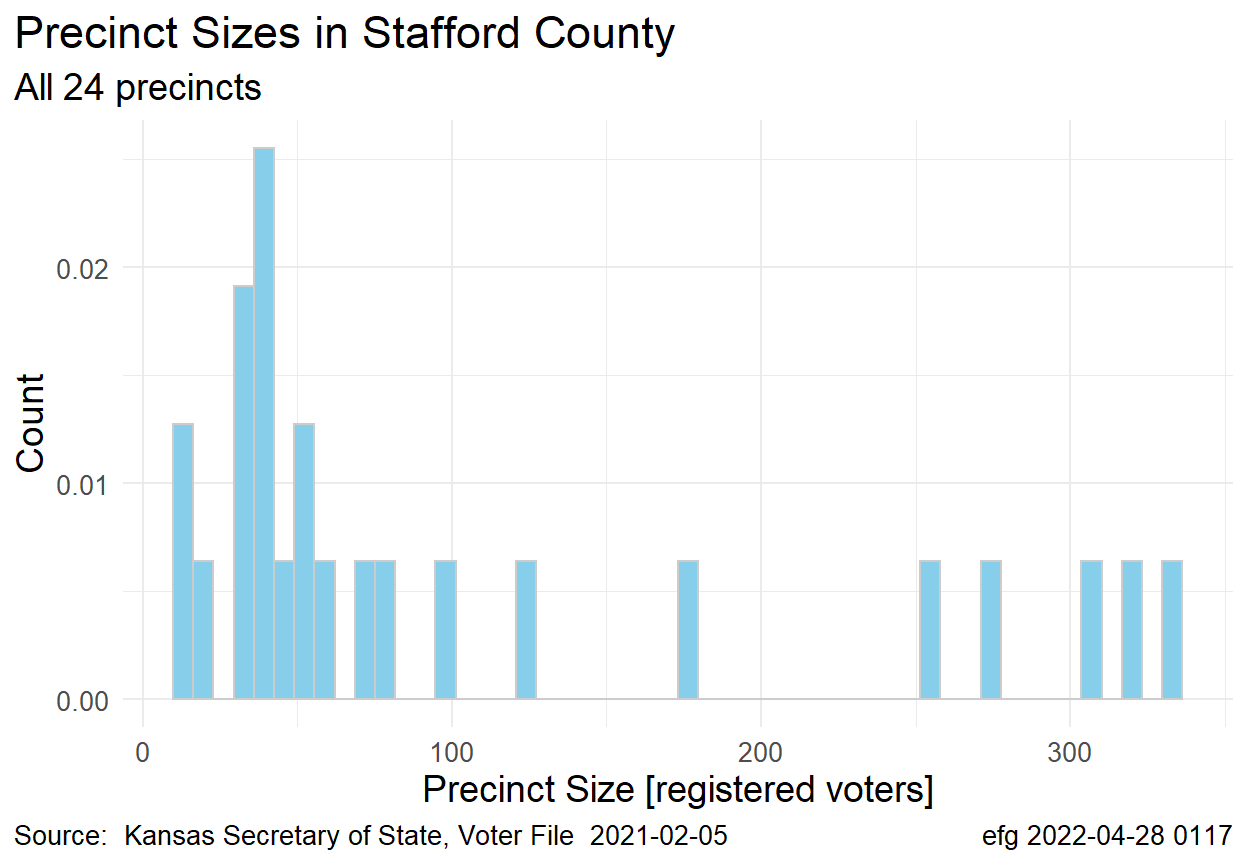 Precinct Sizes in Stafford County
All 24 precincts
Count
0.02
0.01
0.00
0 100 200 300
Precinct Size [registered voters]
Source:  Kansas Secretary of State, Voter File  2021-02-05
efg 2022-04-28 0117